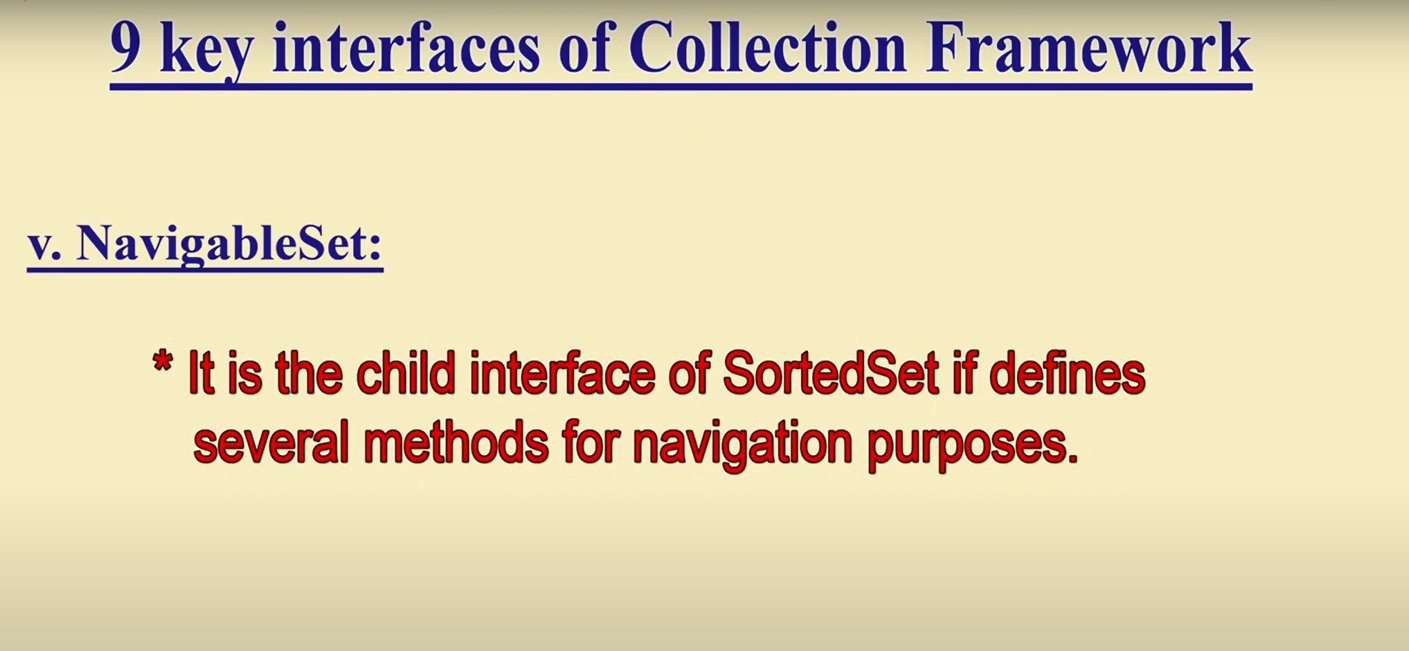 9 key interfaces of Collection Framework
v. NavigableSet:
* It is the child interface of SortedSet if defines
several methods for navigation purposes.